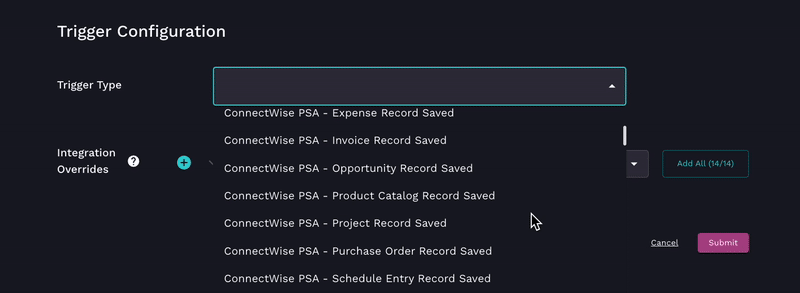 Trigger Configuration
Trigger Type
ConnectWise PSA - Expense Record Saved
ConnectWise PSA - Invoice Record Saved
Integration
Overrides
?
+
ConnectWise PSA - Opportunity Record Saved
Add All (14/14)
ConnectWise PSA - Product Catalog Record Saved
ConnectWise PSA - Project Record Saved
Cancel
Submit
ConnectWise PSA - Purchase Order Record Saved
ConnectWise PSA - Schedule Entry Record Saved